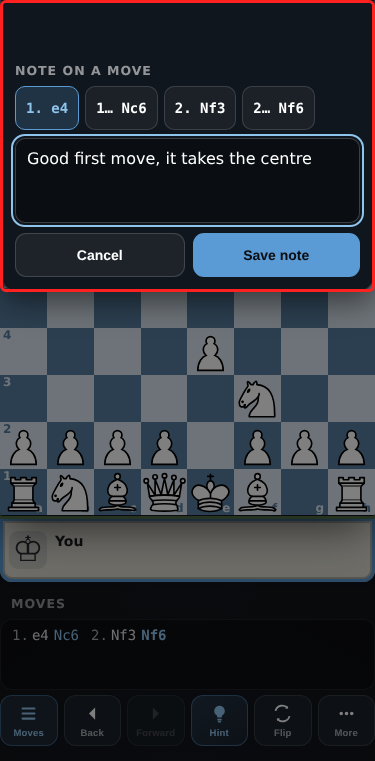 NOTE ON A MOVE
1. e4 1… Nc6 2. Nf3 2… Nf6
Good first move, it takes the centre
Cancel Save note
4
3
2
1 d e f g
You
MOVES
1. e4 Nc6 2. Nf3 Nf6
Moves Back Forward Hint Flip More